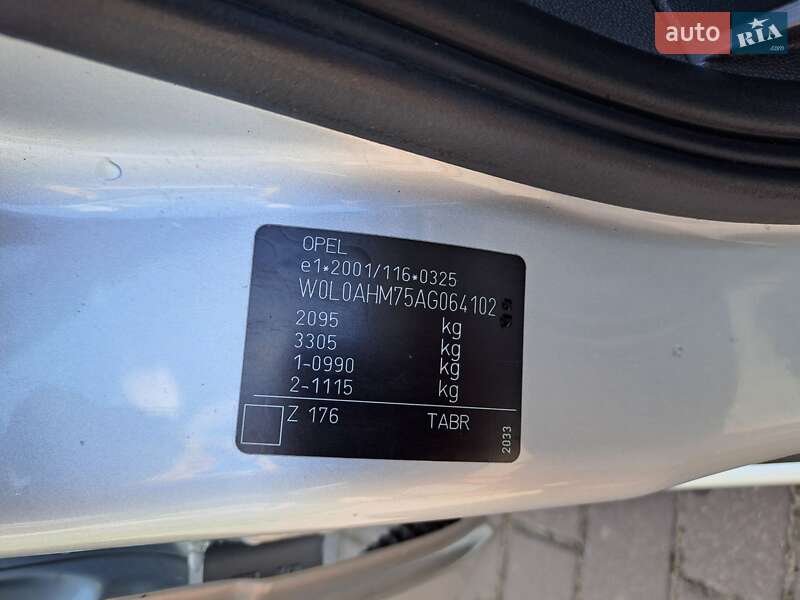 auto RIA.com
OPEL
e1*2001/116*0325
W0L0AHM75AG064102
2095 kg
3305 kg
1-0990 kg
2-1115 kg
Z 176 TABR
2033